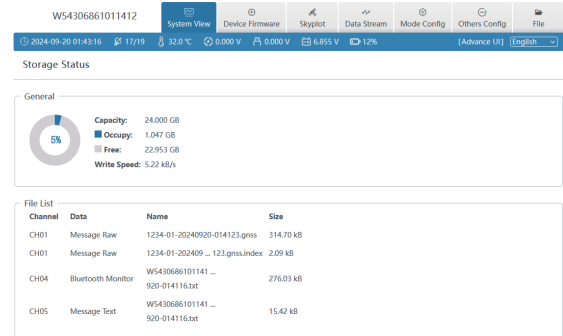 W54306861011412
System View
Device Firmware
Skyplot
Data Stream
Mode Config
Others Config
File
2024-09-20 01:43:16 17/19 32.0 ℃ 0.000 V 0.000 V 6.855 V 12% [Advance UI] English
Storage Status
General
5%
Capacity: 24.000 GB
Occupy: 1.047 GB
Free: 22.953 GB
Write Speed: 5.22 kB/s
File List
Channel Data Name Size
CH01 Message Raw 1234-01-20240920-014123.gnss 314.70 kB
CH01 Message Raw 1234-01-202409 ... 123.gnss.index 2.09 kB
CH04 Bluetooth Monitor W5430686101141 ... 920-014116.txt 276.03 kB
CH05 Message Text W5430686101141 ... 920-014116.txt 15.42 kB